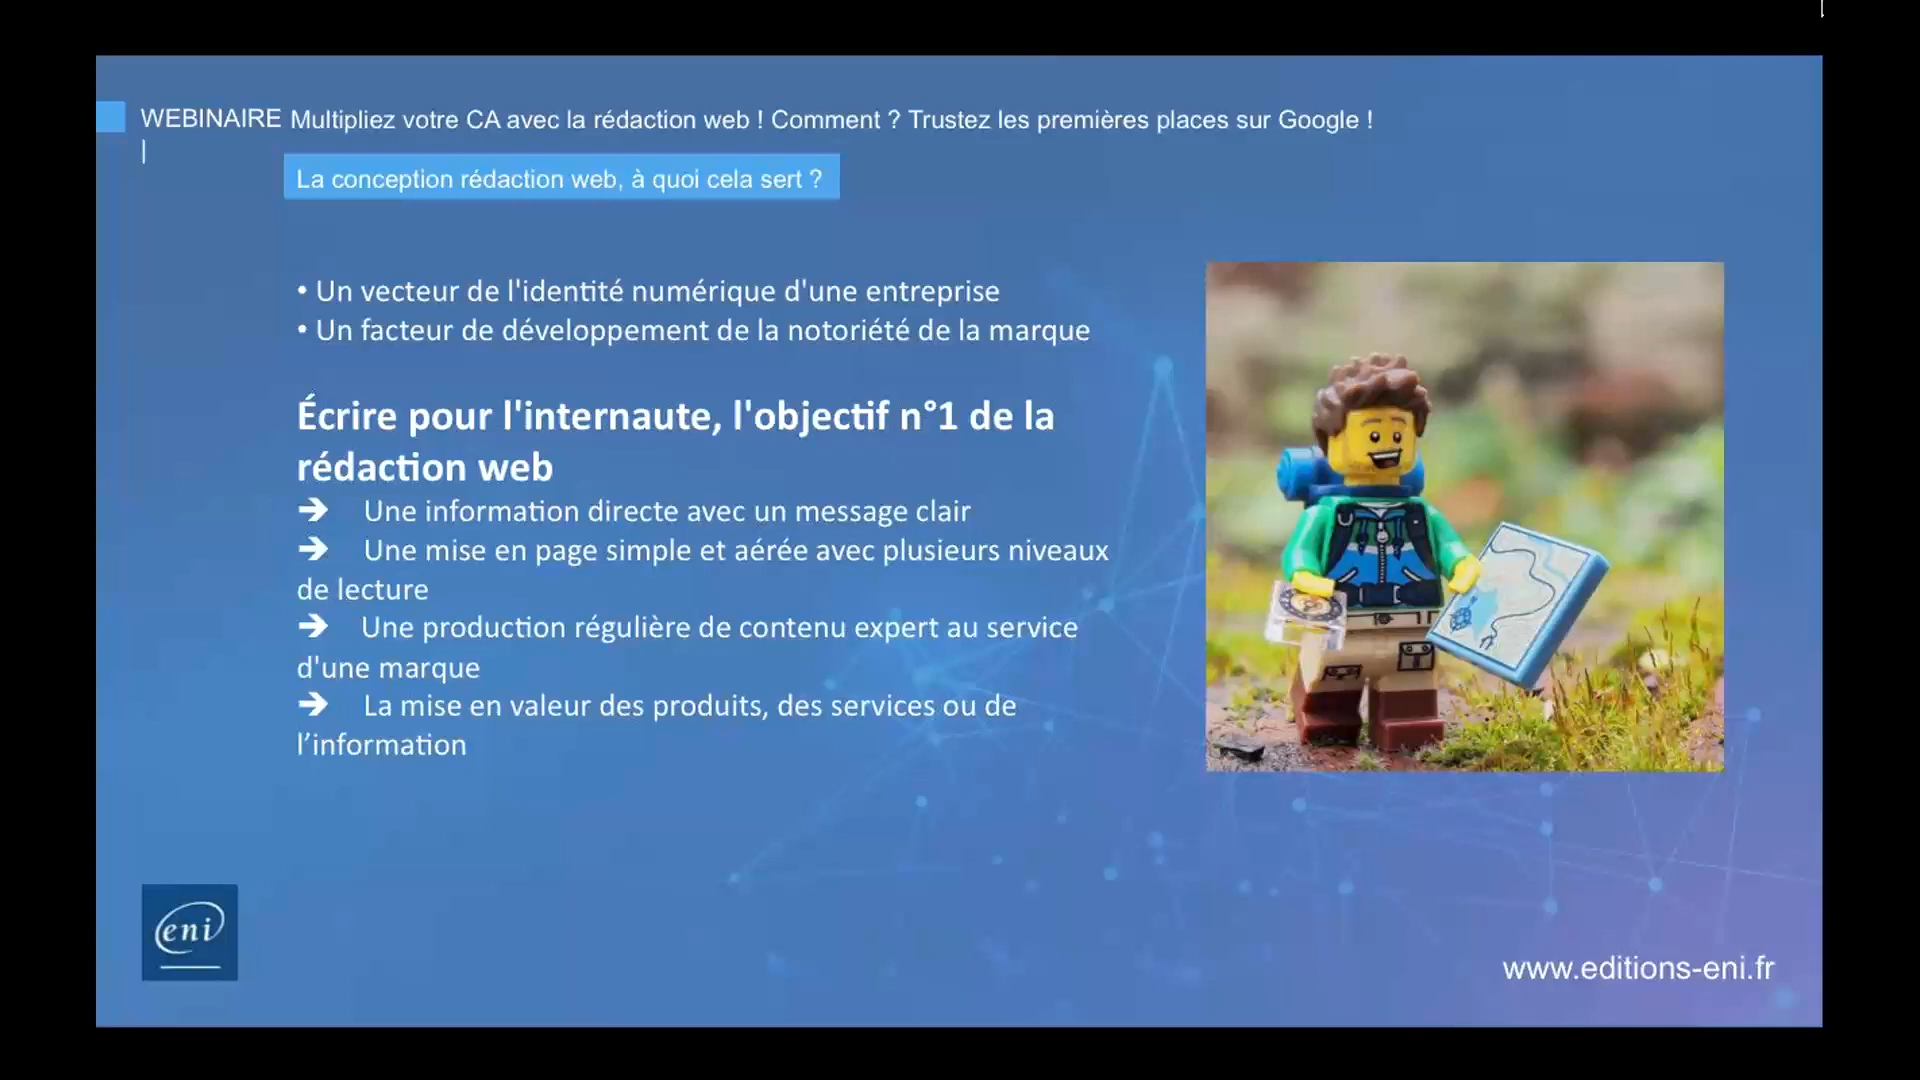 WEBINAIRE Multipliez votre CA avec la rédaction web ! Comment ? Trustez les premières places sur Google !
|
La conception rédaction web, à quoi cela sert ?
• Un vecteur de l'identité numérique d'une entreprise
• Un facteur de développement de la notoriété de la marque
Écrire pour l'internaute, l'objectif n°1 de la
rédaction web
➔ Une information directe avec un message clair
➔ Une mise en page simple et aérée avec plusieurs niveaux
de lecture
➔ Une production régulière de contenu expert au service
d'une marque
➔ La mise en valeur des produits, des services ou de
l’information
eni
www.editions-eni.fr